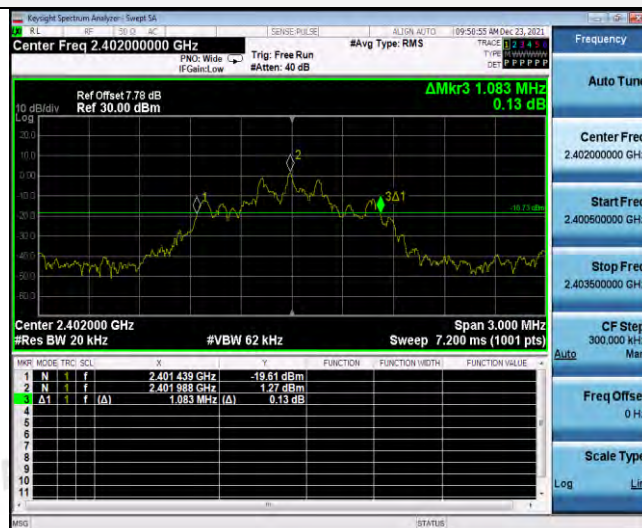 Keysight Spectrum Analyzer - Swept SA
RL RF 50 Ω AC SENSE:PULSE ALIGN AUTO 09:50:55 AM Dec 23, 2021
Center Freq 2.402000000 GHz
#Avg Type: RMS
TRACE 1 2 3 4 5 6
PNO: Wide Trig: Free Run TYPE M W W W W W
IFGain:Low #Atten: 40 dB DET P P P P P P
Frequency
ΔMkr3 1.083 MHz
0.13 dB
Ref Offset 7.78 dB
10 dB/div Ref 30.00 dBm
Log
20.0
10.0
0.00
-10.0
-20.0
-30.0
-40.0
-50.0
-60.0
1
2
3Δ1
-18.73 dBm
Center 2.402000 GHz Span 3.000 MHz
#Res BW 20 kHz #VBW 62 kHz Sweep 7.200 ms (1001 pts)
MKR MODE TRC SCL X Y FUNCTION FUNCTION WIDTH FUNCTION VALUE
1 N 1 f 2.401 439 GHz -19.61 dBm
2 N 1 f 2.401 988 GHz 1.27 dBm
3 Δ1 1 f (Δ) 1.083 MHz (Δ) 0.13 dB
4
5
6
7
8
9
10
11
MSG STATUS
Auto Tune
Center Freq
2.402000000 GHz
Start Freq
2.400500000 GHz
Stop Freq
2.403500000 GHz
CF Step
300.000 kHz
Auto Man
Freq Offset
0 Hz
Scale Type
Log Lin